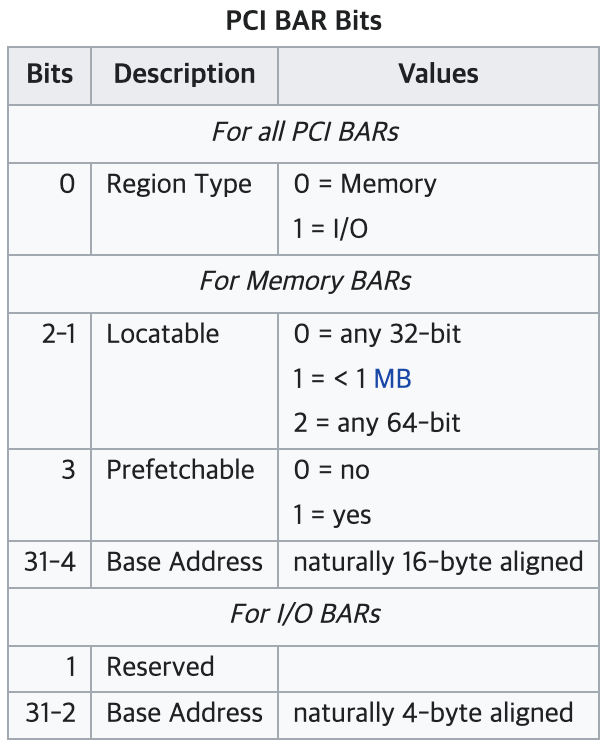 PCI BAR Bits
Bits Description Values
For all PCI BARs
0 Region Type 0 = Memory
1 = I/O
For Memory BARs
2-1 Locatable 0 = any 32-bit
1 = < 1 MB
2 = any 64-bit
3 Prefetchable 0 = no
1 = yes
31-4 Base Address naturally 16-byte aligned
For I/O BARs
1 Reserved
31-2 Base Address naturally 4-byte aligned